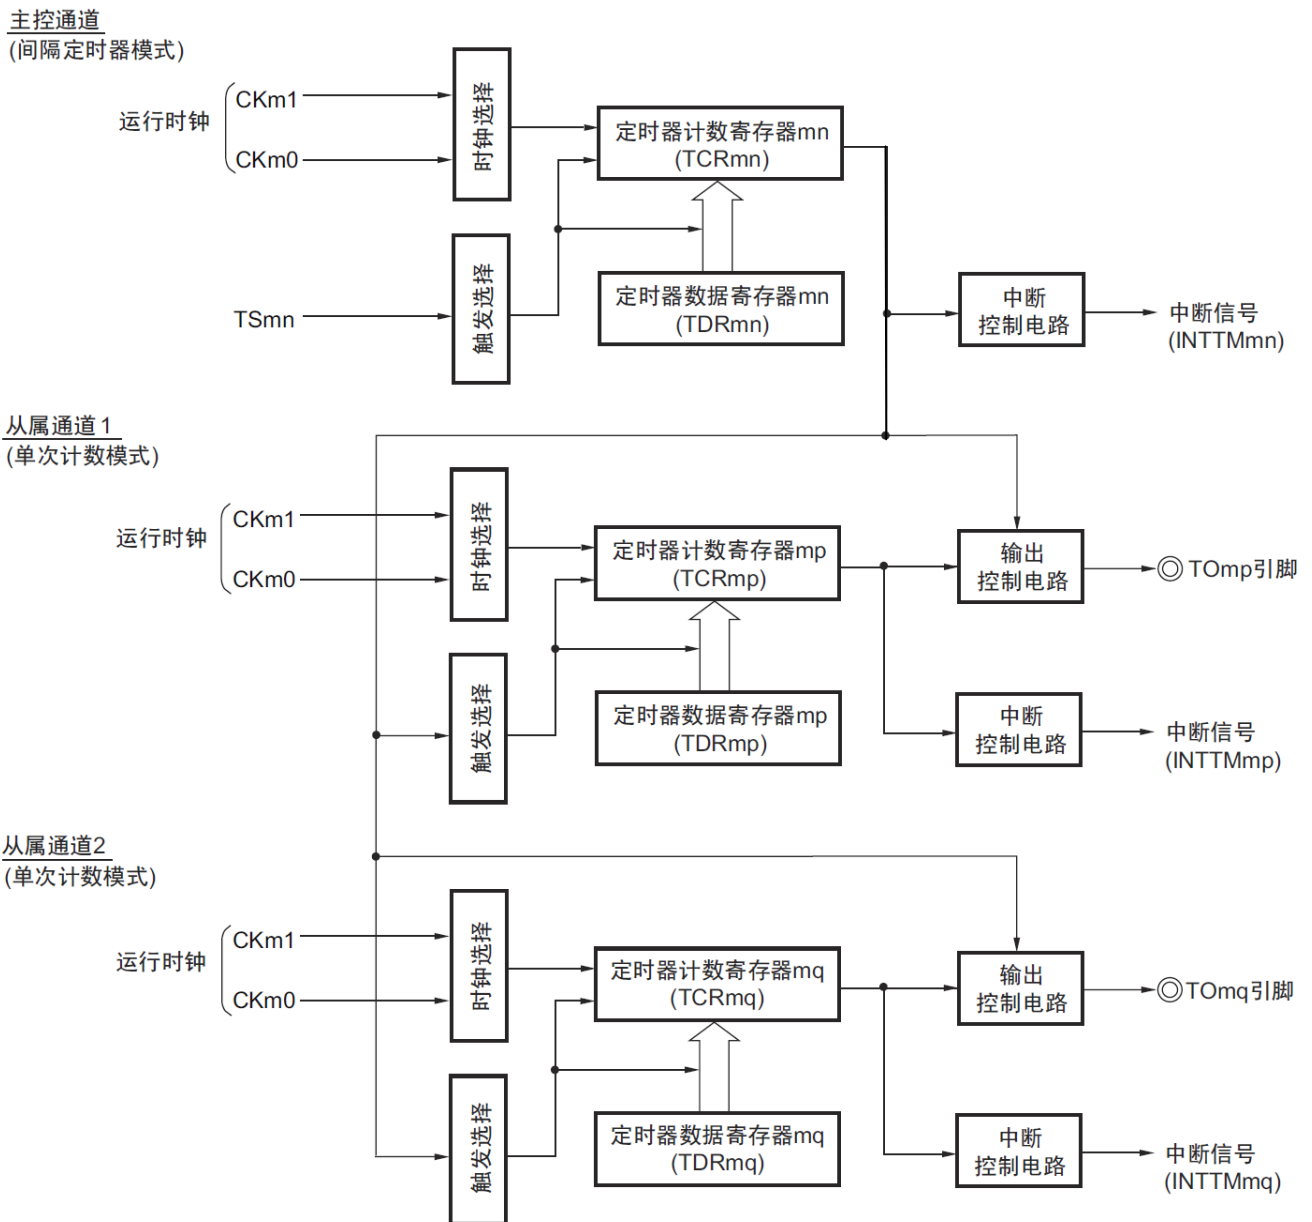 主控通道
(间隔定时器模式)
运行时钟
CKm1
CKm0
时钟选择
定时器计数寄存器mn
(TCRmn)
TSmn
触发选择
定时器数据寄存器mn
(TDRmn)
中断
控制电路
中断信号
(INTTMmn)
从属通道1
(单次计数模式)
运行时钟
CKm1
CKm0
时钟选择
定时器计数寄存器mp
(TCRmp)
输出
控制电路
TOmp引脚
触发选择
定时器数据寄存器mp
(TDRmp)
中断
控制电路
中断信号
(INTTMmp)
从属通道2
(单次计数模式)
运行时钟
CKm1
CKm0
时钟选择
定时器计数寄存器mq
(TCRmq)
输出
控制电路
TOmq引脚
触发选择
定时器数据寄存器mq
(TDRmq)
中断
控制电路
中断信号
(INTTMmq)